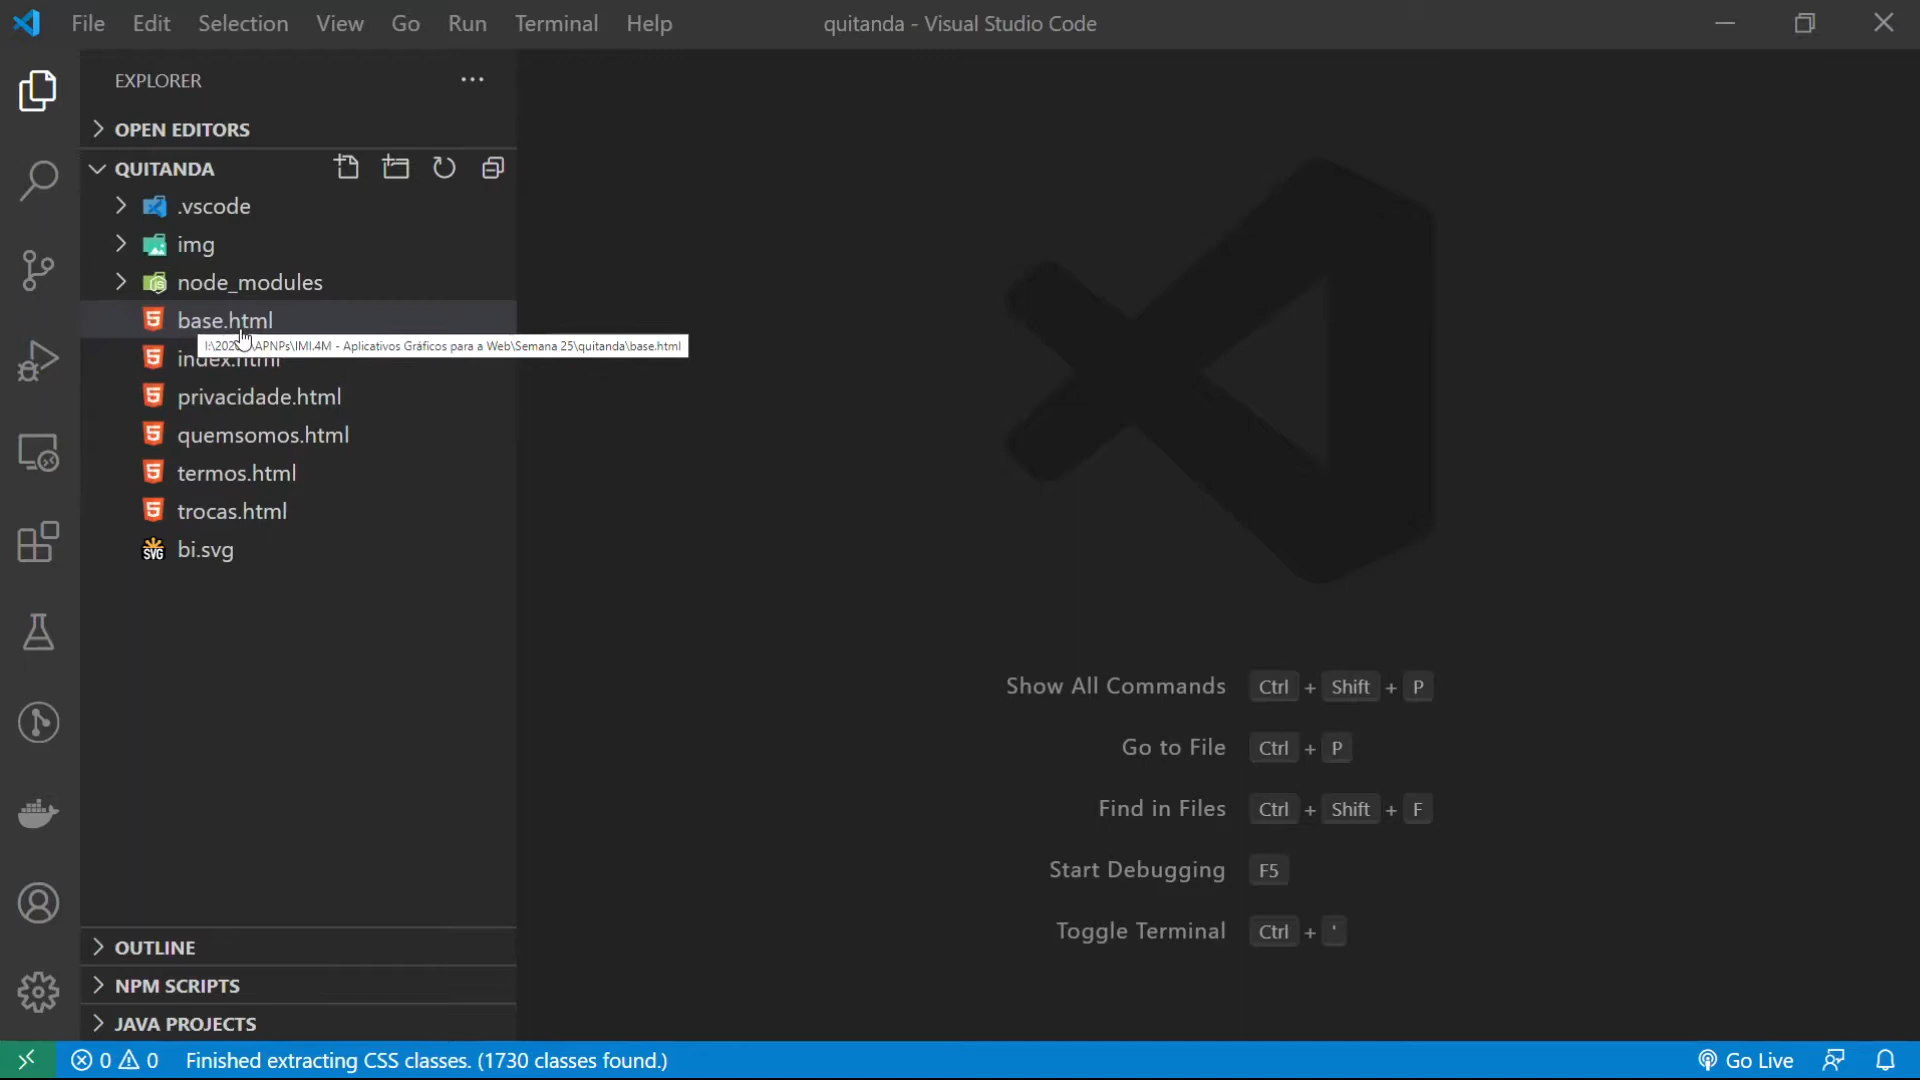 File Edit Selection View Go Run Terminal Help
quitanda - Visual Studio Code
EXPLORER
OPEN EDITORS
QUITANDA
.vscode
img
node_modules
base.html
I:\202 \APNPs\IMI.4M - Aplicativos Gráficos para a Web\Semana 25\quitanda\base.html
index.html
privacidade.html
quemsomos.html
termos.html
trocas.html
SVG bi.svg
Show All Commands Ctrl + Shift + P
Go to File Ctrl + P
Find in Files Ctrl + Shift + F
Start Debugging F5
Toggle Terminal Ctrl + '
OUTLINE
NPM SCRIPTS
JAVA PROJECTS
0 0 Finished extracting CSS classes. (1730 classes found.)
Go Live